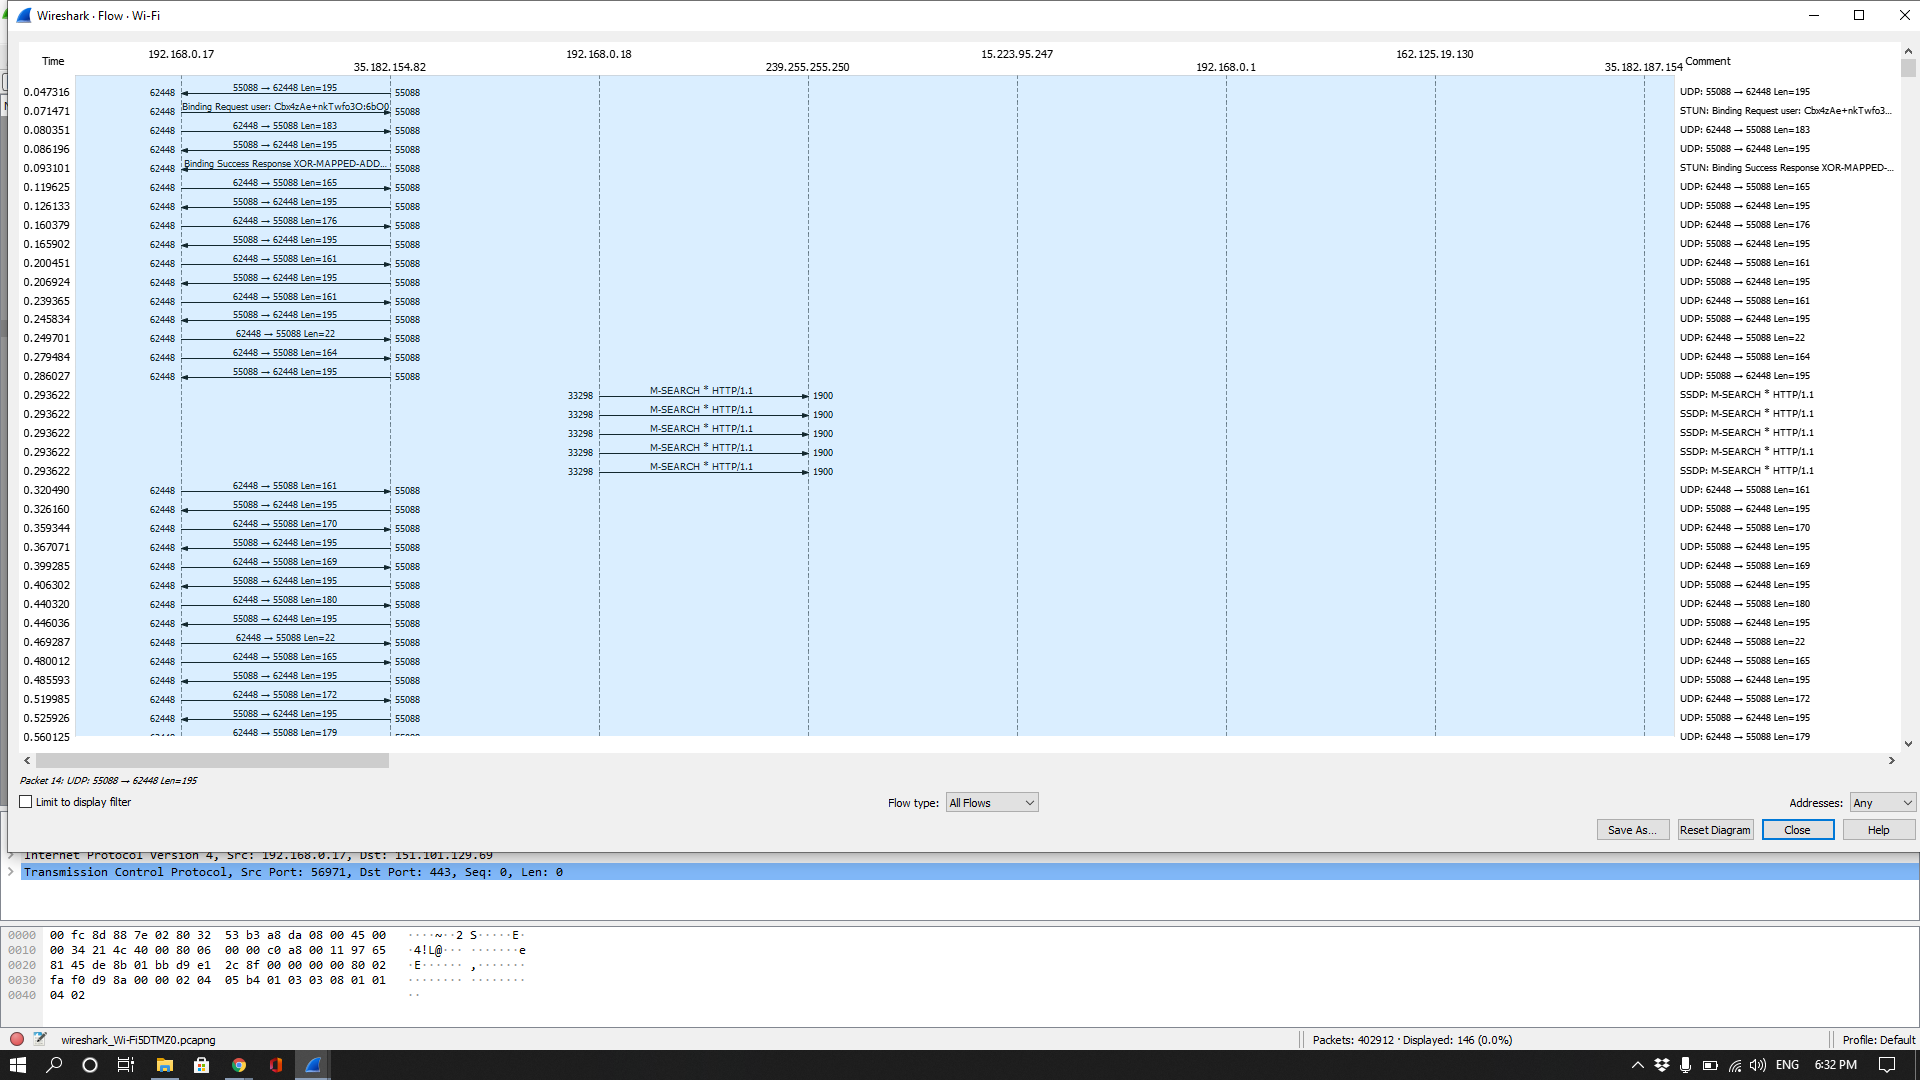 Wireshark · Flow · Wi-Fi
Time 192.168.0.17 35.182.154.82 192.168.0.18 239.255.255.250 15.223.95.247 192.168.0.1 162.125.19.130 35.182.187.154 Comment
0.047316 62448 55088 → 62448 Len=195 55088 UDP: 55088 → 62448 Len=195
0.071471 62448 Binding Request user: Cbx4zAe+nkTwfo3O:6bO0 55088 STUN: Binding Request user: Cbx4zAe+nkTwfo3...
0.080351 62448 62448 → 55088 Len=183 55088 UDP: 62448 → 55088 Len=183
0.086196 62448 55088 → 62448 Len=195 55088 UDP: 55088 → 62448 Len=195
0.093101 62448 Binding Success Response XOR-MAPPED-ADD... 55088 STUN: Binding Success Response XOR-MAPPED-...
0.119625 62448 62448 → 55088 Len=165 55088 UDP: 62448 → 55088 Len=165
0.126133 62448 55088 → 62448 Len=195 55088 UDP: 55088 → 62448 Len=195
0.160379 62448 62448 → 55088 Len=176 55088 UDP: 62448 → 55088 Len=176
0.165902 62448 55088 → 62448 Len=195 55088 UDP: 55088 → 62448 Len=195
0.200451 62448 62448 → 55088 Len=161 55088 UDP: 62448 → 55088 Len=161
0.206924 62448 55088 → 62448 Len=195 55088 UDP: 55088 → 62448 Len=195
0.239365 62448 62448 → 55088 Len=161 55088 UDP: 62448 → 55088 Len=161
0.245834 62448 55088 → 62448 Len=195 55088 UDP: 55088 → 62448 Len=195
0.249701 62448 62448 → 55088 Len=22 55088 UDP: 62448 → 55088 Len=22
0.279484 62448 62448 → 55088 Len=164 55088 UDP: 62448 → 55088 Len=164
0.286027 62448 55088 → 62448 Len=195 55088 UDP: 55088 → 62448 Len=195
0.293622 33298 M-SEARCH * HTTP/1.1 1900 SSDP: M-SEARCH * HTTP/1.1
0.293622 33298 M-SEARCH * HTTP/1.1 1900 SSDP: M-SEARCH * HTTP/1.1
0.293622 33298 M-SEARCH * HTTP/1.1 1900 SSDP: M-SEARCH * HTTP/1.1
0.293622 33298 M-SEARCH * HTTP/1.1 1900 SSDP: M-SEARCH * HTTP/1.1
0.293622 33298 M-SEARCH * HTTP/1.1 1900 SSDP: M-SEARCH * HTTP/1.1
0.320490 62448 62448 → 55088 Len=161 55088 UDP: 62448 → 55088 Len=161
0.326160 62448 55088 → 62448 Len=195 55088 UDP: 55088 → 62448 Len=195
0.359344 62448 62448 → 55088 Len=170 55088 UDP: 62448 → 55088 Len=170
0.367071 62448 55088 → 62448 Len=195 55088 UDP: 55088 → 62448 Len=195
0.399285 62448 62448 → 55088 Len=169 55088 UDP: 62448 → 55088 Len=169
0.406302 62448 55088 → 62448 Len=195 55088 UDP: 55088 → 62448 Len=195
0.440320 62448 62448 → 55088 Len=180 55088 UDP: 62448 → 55088 Len=180
0.446036 62448 55088 → 62448 Len=195 55088 UDP: 55088 → 62448 Len=195
0.469287 62448 62448 → 55088 Len=22 55088 UDP: 62448 → 55088 Len=22
0.480012 62448 62448 → 55088 Len=165 55088 UDP: 62448 → 55088 Len=165
0.485593 62448 55088 → 62448 Len=195 55088 UDP: 55088 → 62448 Len=195
0.519985 62448 62448 → 55088 Len=172 55088 UDP: 62448 → 55088 Len=172
0.525926 62448 55088 → 62448 Len=195 55088 UDP: 55088 → 62448 Len=195
0.560125 62448 → 55088 Len=179 UDP: 62448 → 55088 Len=179
Packet 14: UDP: 55088 → 62448 Len=195
Limit to display filter Flow type: All Flows Addresses: Any
Save As... Reset Diagram Close Help
Internet Protocol Version 4, Src: 192.168.0.17, Dst: 151.101.129.69
Transmission Control Protocol, Src Port: 56971, Dst Port: 443, Seq: 0, Len: 0
0000 00 fc 8d 88 7e 02 80 32 53 b3 a8 da 08 00 45 00 ····~··2 S·····E·
0010 00 34 21 4c 40 00 80 06 00 00 c0 a8 00 11 97 65 ·4!L@··· ·······e
0020 81 45 de 8b 01 bb d9 e1 2c 8f 00 00 00 00 80 02 ·E······ ,·······
0030 fa f0 d9 8a 00 00 02 04 05 b4 01 03 03 08 01 01 ········ ········
0040 04 02 ··
wireshark_Wi-Fi5DTMZ0.pcapng Packets: 402912 · Displayed: 146 (0.0%) Profile: Default
ENG 6:32 PM